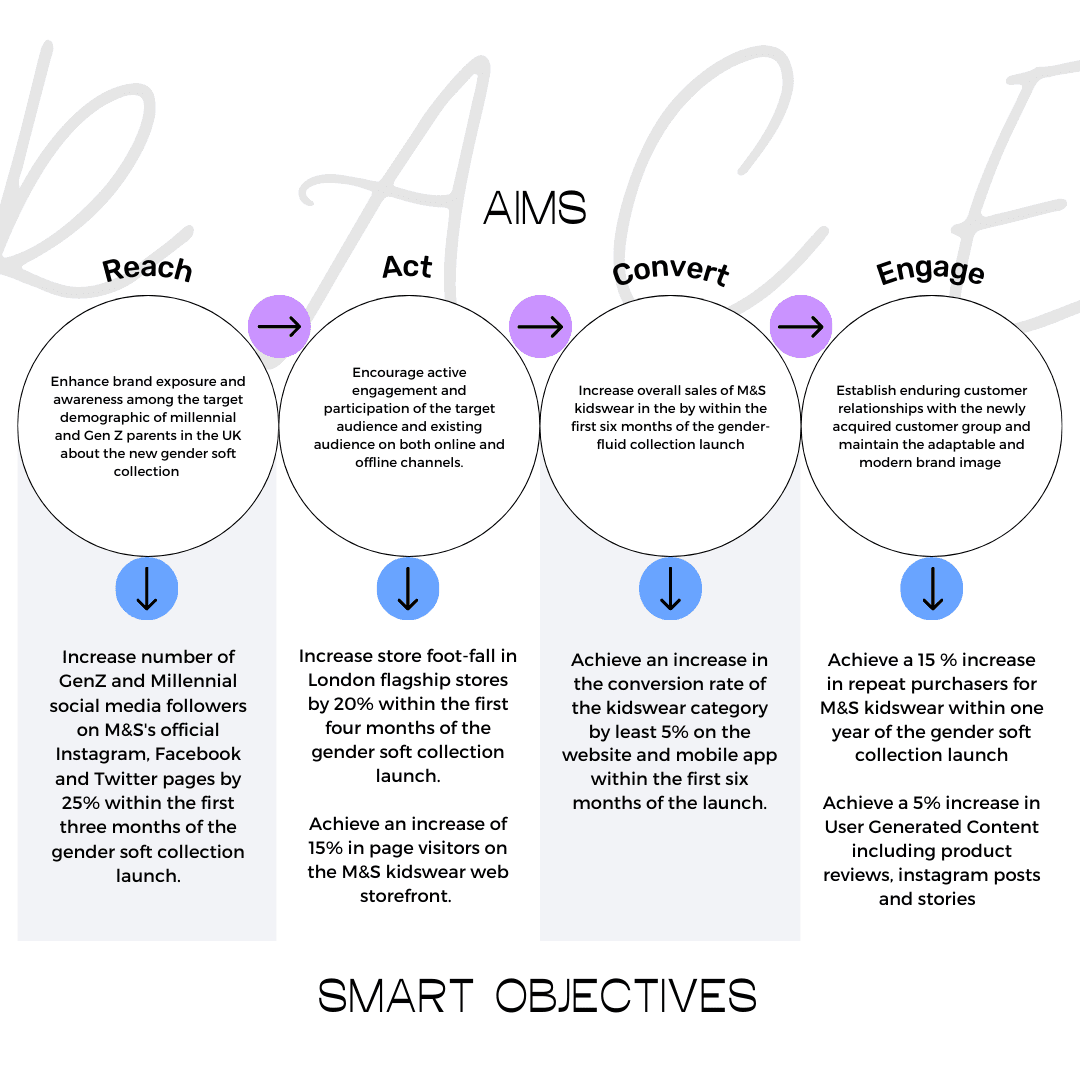 R A C E
AIMS
Reach
Act
Convert
Engage
Enhance brand exposure and
awareness among the target
demographic of millennial
and Gen Z parents in the UK
about the new gender soft
collection
Encourage active
engagement and
participation of the target
audience and existing
audience on both online and
offline channels.
Increase overall sales of M&S
kidswear in the by within the
first six months of the gender-
fluid collection launch
Establish enduring customer
relationships with the newly
acquired customer group and
maintain the adaptable and
modern brand image
Increase number of
GenZ and Millennial
social media followers
on M&S's official
Instagram, Facebook
and Twitter pages by
25% within the first
three months of the
gender soft collection
launch.
Increase store foot-fall in
London flagship stores
by 20% within the first
four months of the
gender soft collection
launch.
Achieve an increase of
15% in page visitors on
the M&S kidswear web
storefront.
Achieve an increase in
the conversion rate of
the kidswear category
by least 5% on the
website and mobile app
within the first six
months of the launch.
Achieve a 15 % increase
in repeat purchasers for
M&S kidswear within one
year of the gender soft
collection launch
Achieve a 5% increase in
User Generated Content
including product
reviews, instagram posts
and stories
SMART OBJECTIVES